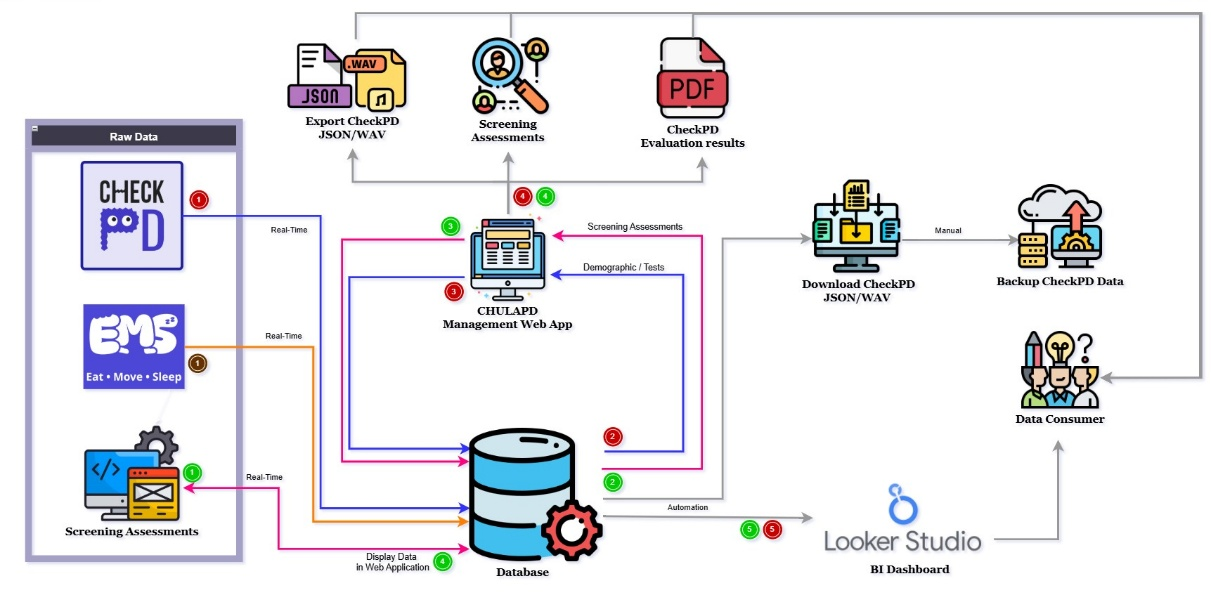 .WAV
JSON
Export CheckPD
JSON/WAV
Screening
Assessments
PDF
CheckPD
Evaluation results
Raw Data
CHECK
PD
1
Real-Time
4
4
3
Screening Assessments
Demographic / Tests
3
CHULAPD
Management Web App
Download CheckPD
JSON/WAV
Manual
Backup CheckPD Data
EMS
Eat • Move • Sleep
Real-Time
1
?
Data Consumer
</>
1
Real-Time
Screening Assessments
2
2
Automation
5
5
Display Data
in Web Application
4
Database
Looker Studio
BI Dashboard